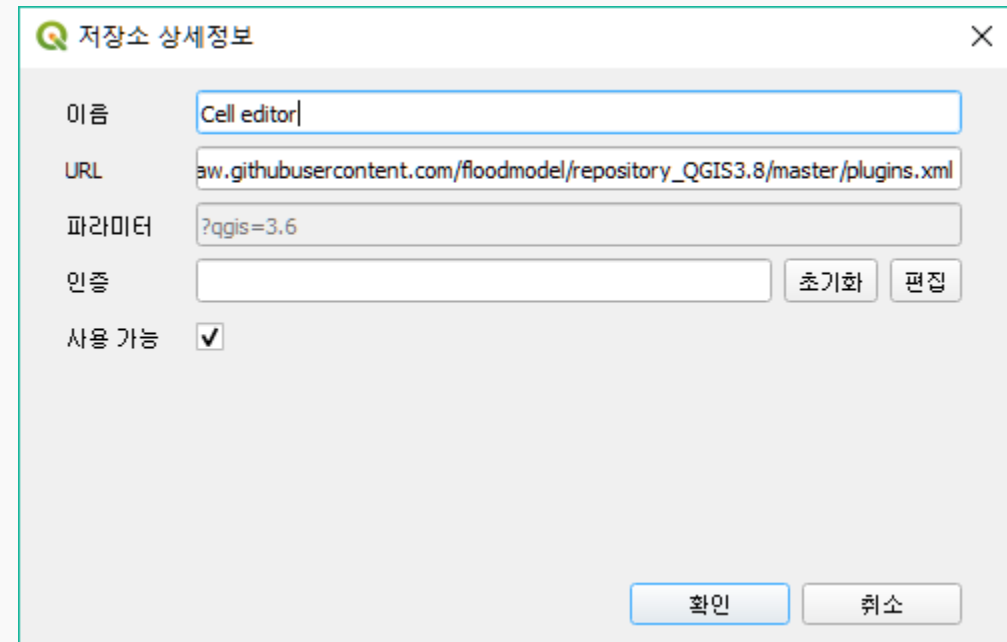 저장소 상세정보
이름 Cell editor
URL aw.githubusercontent.com/floodmodel/repository_QGIS3.8/master/plugins.xml
파라미터 ?qgis=3.6
인증 초기화 편집
사용 가능
확인 취소